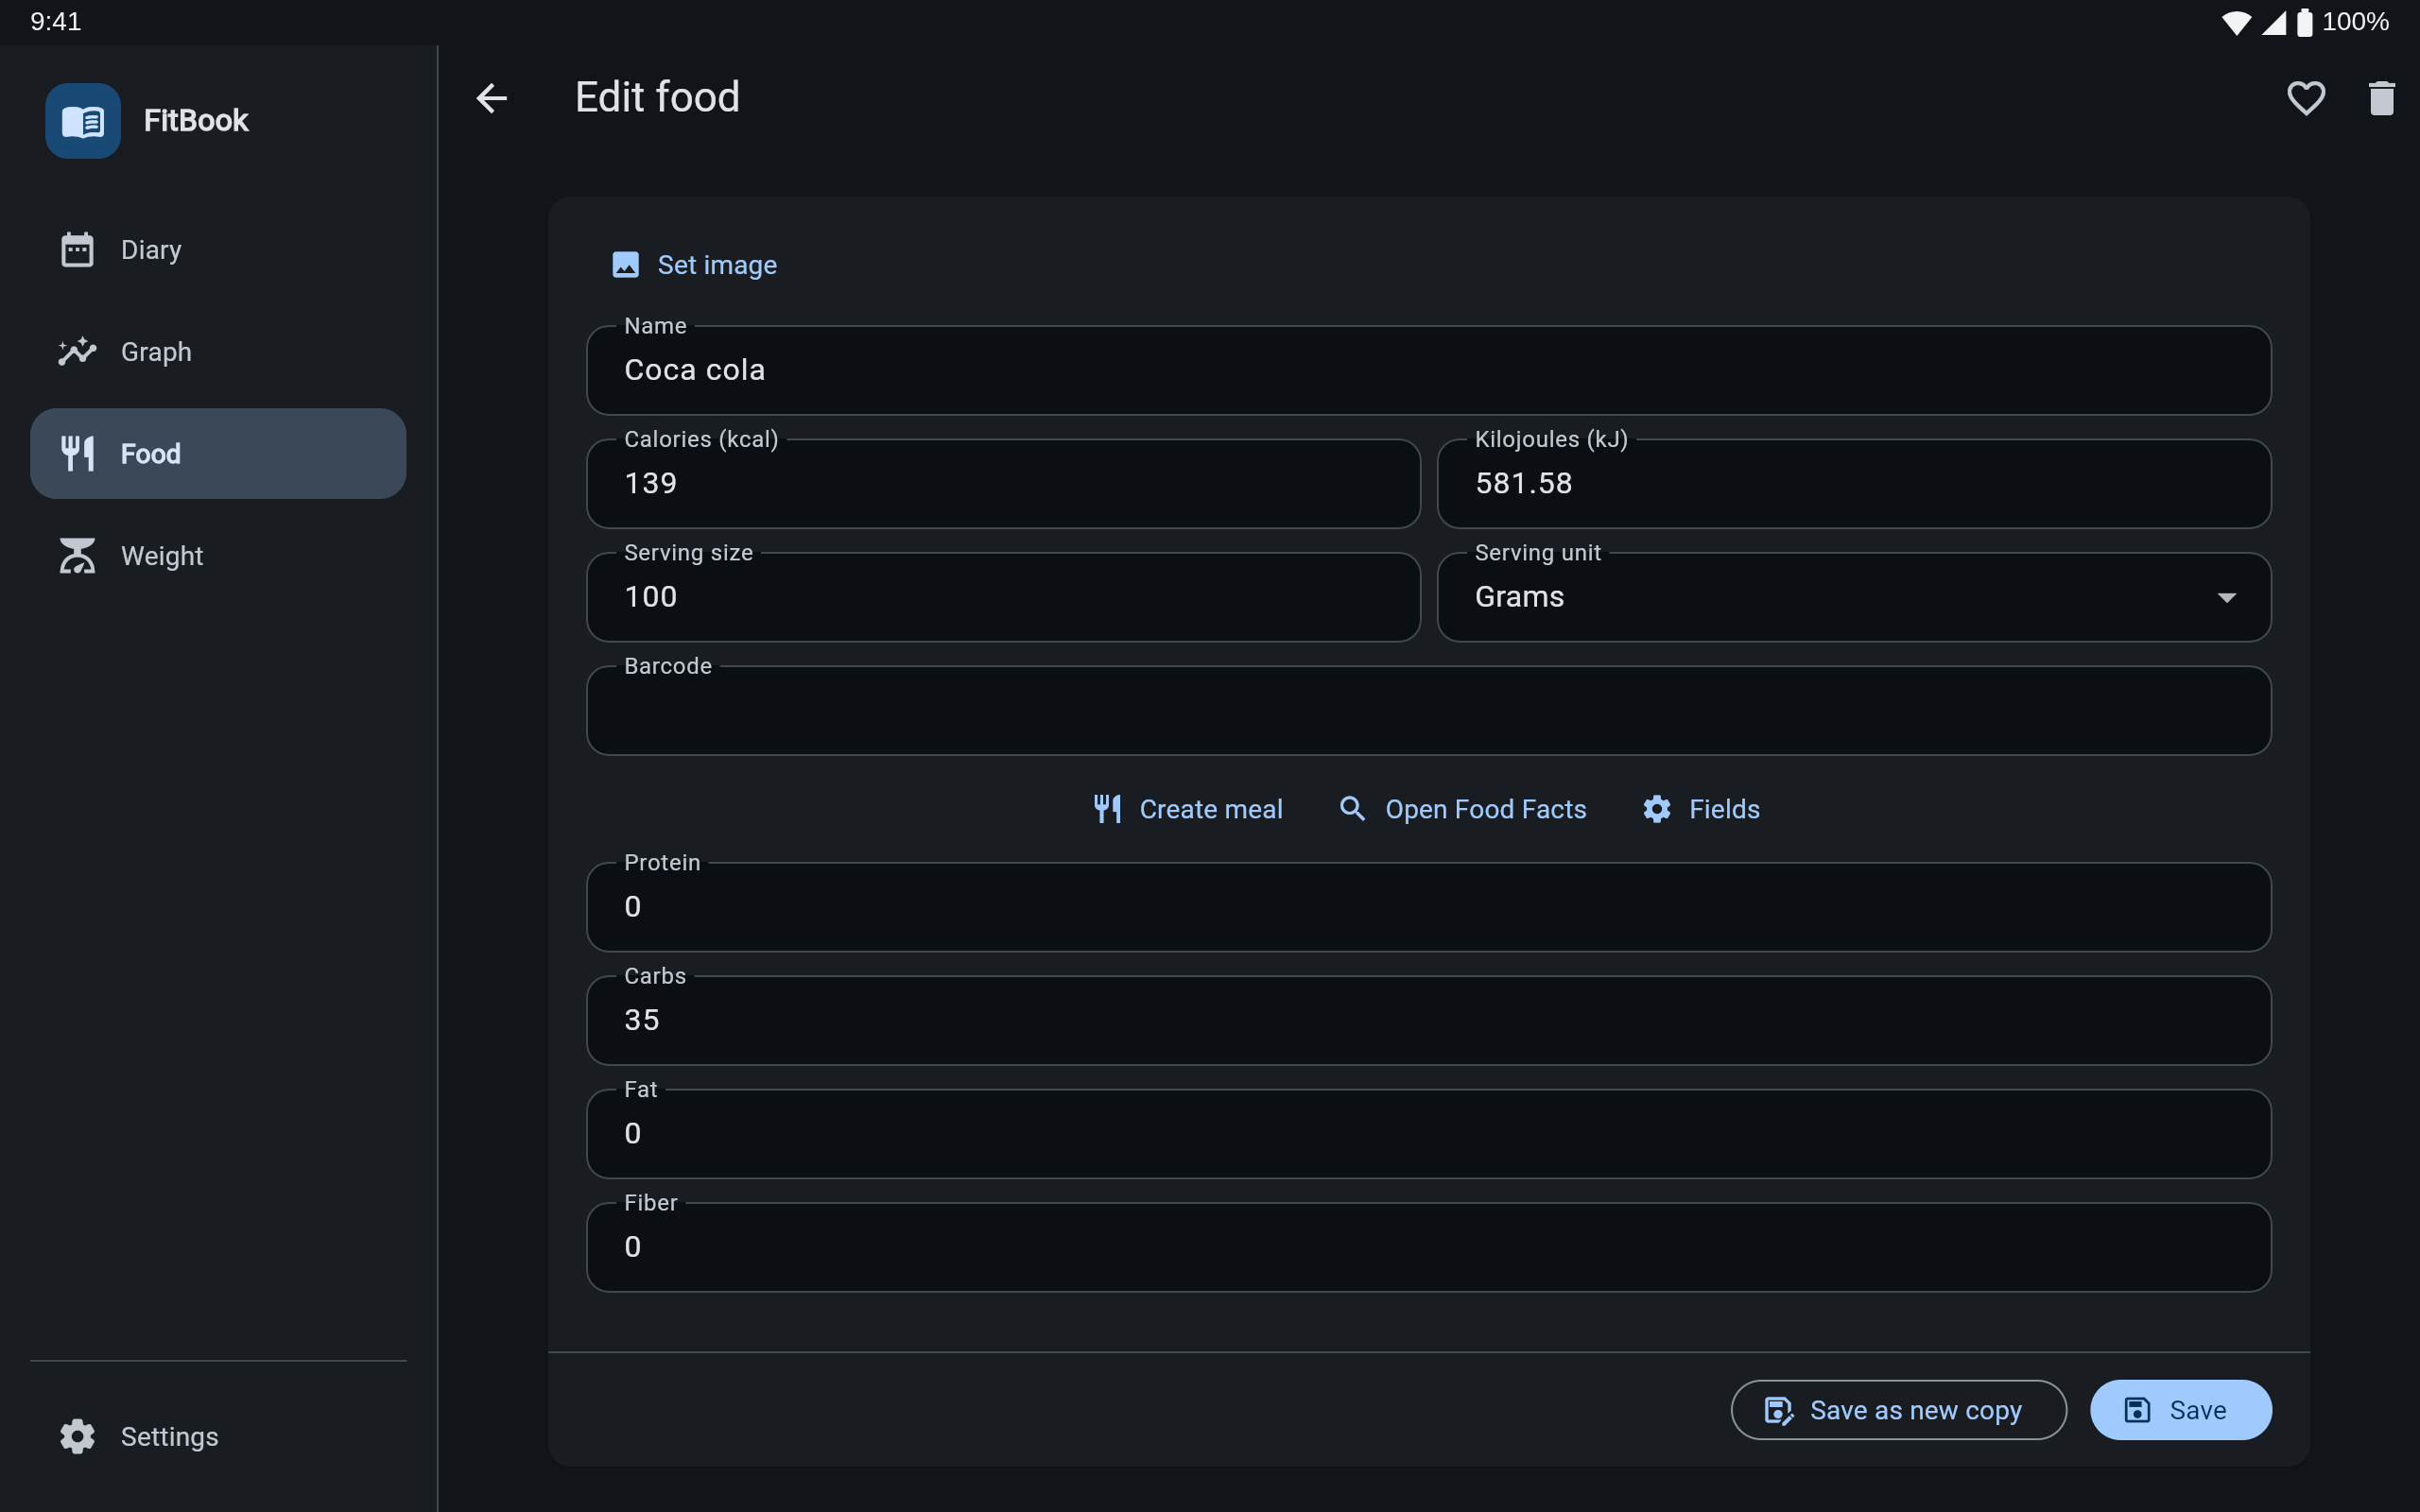 9:41
100%
FitBook
Edit food
Diary
Graph
Food
Weight
Settings
Set image
Name
Coca cola
Calories (kcal)
139
Kilojoules (kJ)
581.58
Serving size
100
Serving unit
Grams
Barcode
Create meal
Open Food Facts
Fields
Protein
0
Carbs
35
Fat
0
Fiber
0
Save as new copy
Save